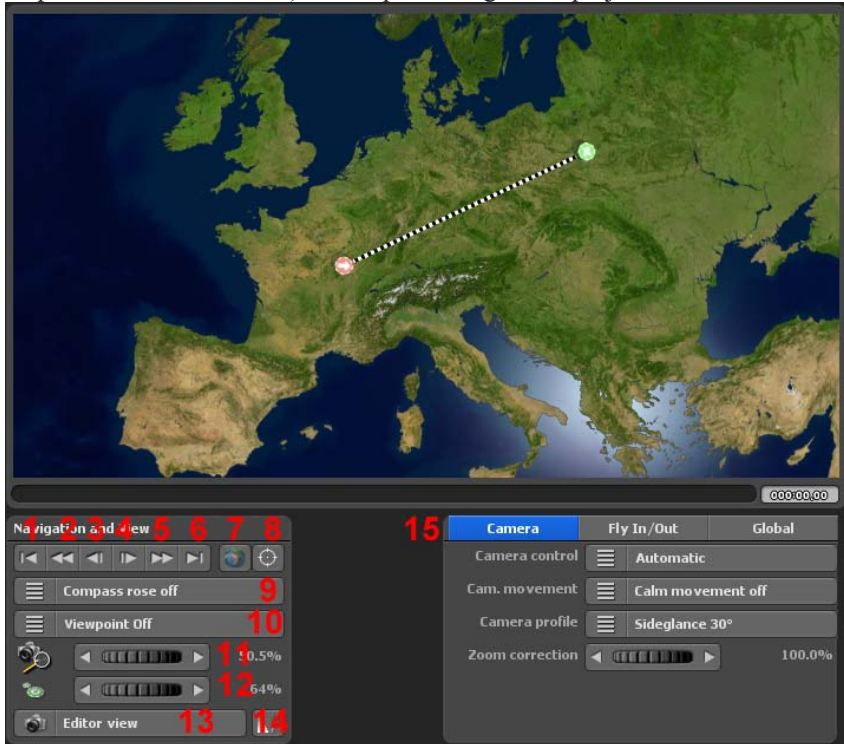 000:00,00
Navigation and view
1 2 3 4 5 6 7 8
Compass rose off 9
Viewpoint Off 10
11 50.5%
12 64%
Editor view 13 14
15 Camera Fly In/Out Global
Camera control Automatic
Cam. movement Calm movement off
Camera profile Sideglance 30°
Zoom correction 100.0%